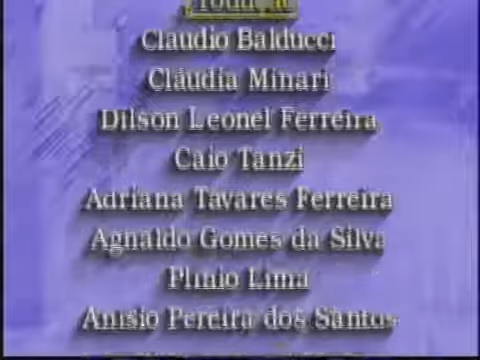 Produção
Claudio Balducci
Cláudia Minari
Dilson Leonel Ferreira
Caio Tanzi
Adriana Tavares Ferreira
Agnaldo Gomes da Silva
Plinio Lima
Anisio Pereira dos Santos